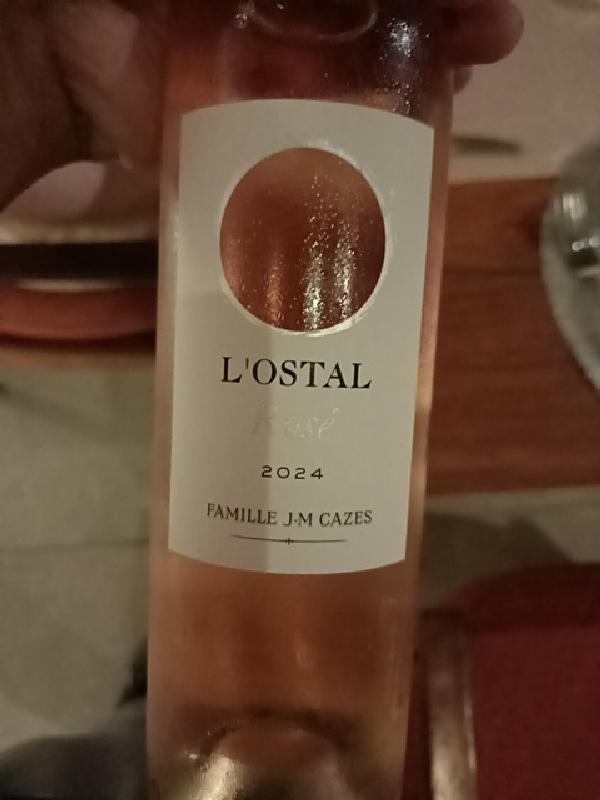 L'OSTAL
Rosé
2024
FAMILLE J-M CAZES